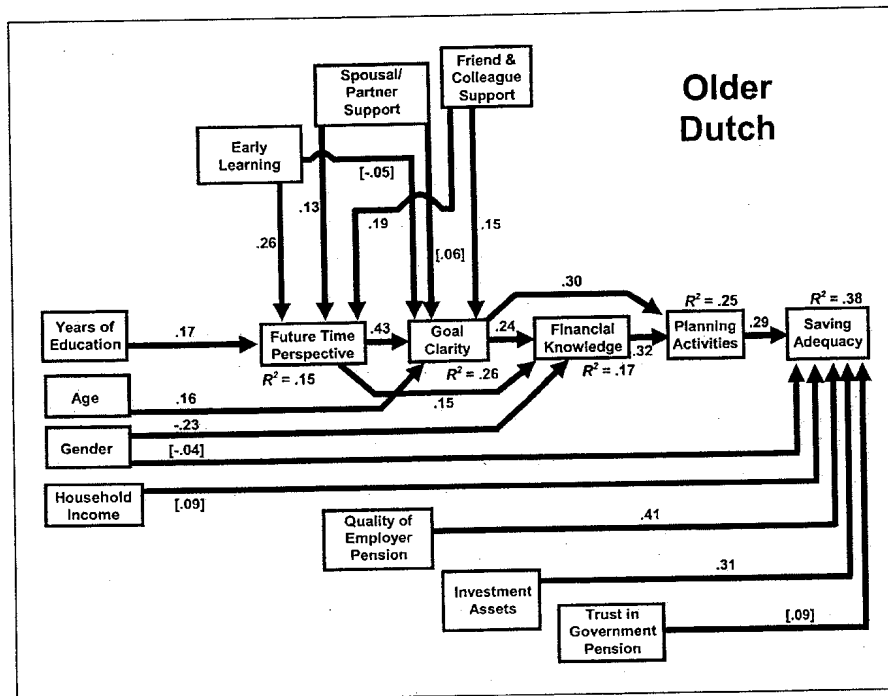 Older
Dutch
Friend &
Colleague
Support
Spousal/
Partner
Support
Early
Learning
[-.05]
.13
.19
.15
.26
[.06]
.30
R² = .25
R² = .38
Years of
Education
.17
Future Time
Perspective
.43
Goal
Clarity
.24
Financial
Knowledge
.32
Planning
Activities
.29
Saving
Adequacy
R² = .15
R² = .26
R² = .17
Age
.16
.15
-.23
Gender
[-.04]
Household
Income
[.09]
Quality of
Employer
Pension
.41
Investment
Assets
.31
Trust in
Government
Pension
[.09]